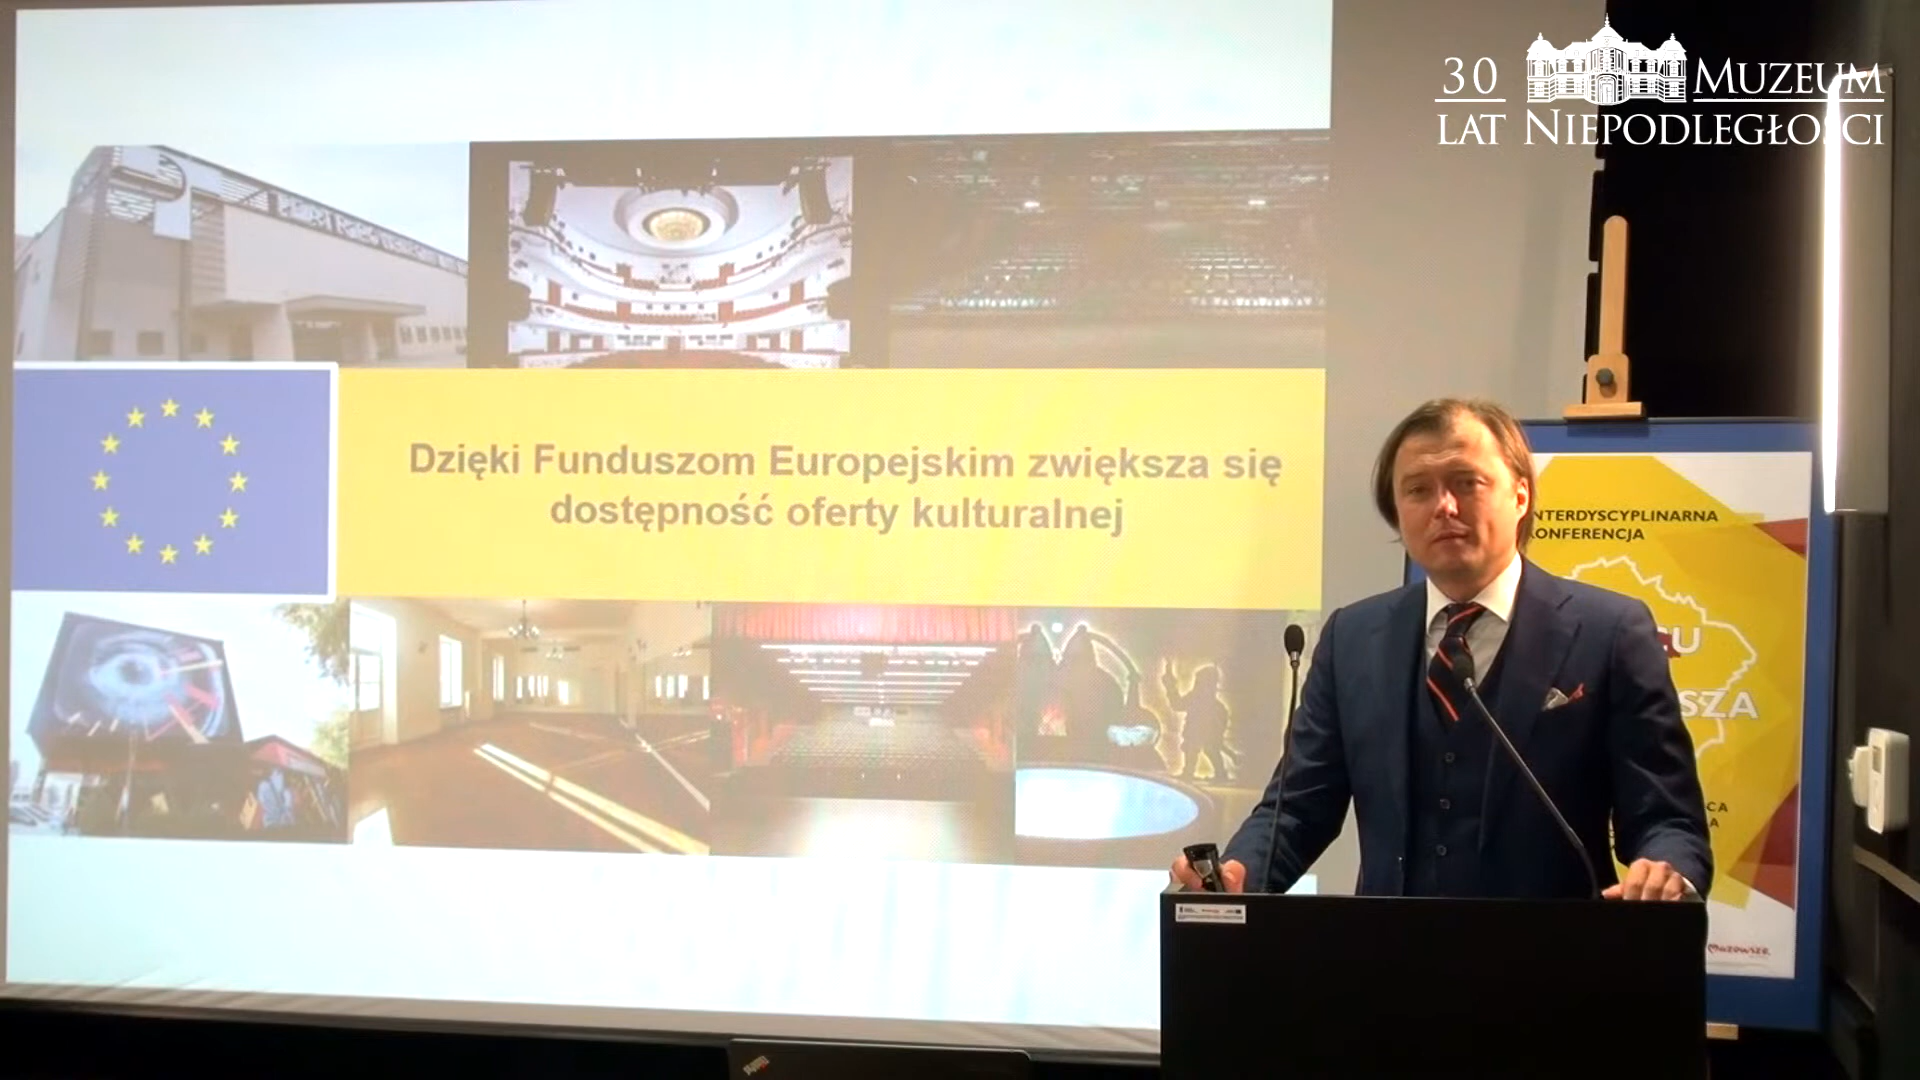 30 MUZEUM
LAT NIEPODLEGŁOŚCI
Dzięki Funduszom Europejskim zwiększa się
dostępność oferty kulturalnej
INTERDYSCYPLINARNA
KONFERENCJA